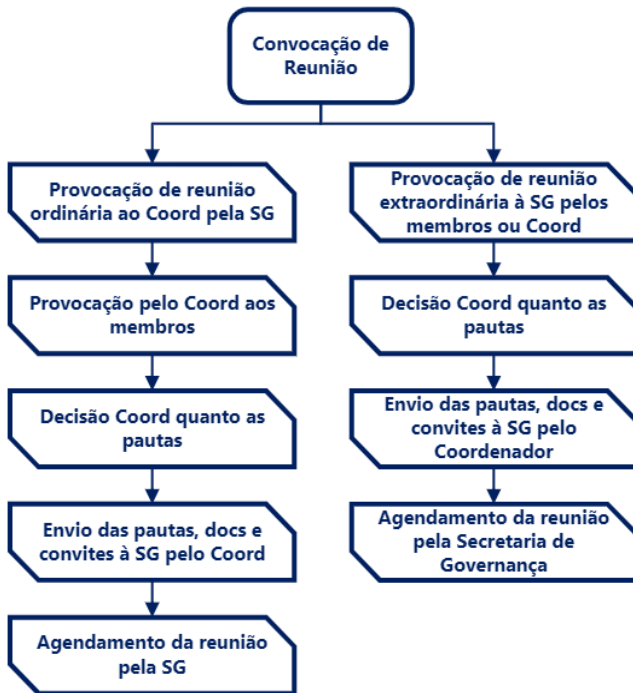 Convocação de
Reunião
Provocação de reunião
ordinária ao Coord pela SG
Provocação pelo Coord aos
membros
Decisão Coord quanto as
pautas
Envio das pautas, docs e
convites à SG pelo Coord
Agendamento da reunião
pela SG
Provocação de reunião
extraordinária à SG pelos
membros ou Coord
Decisão Coord quanto as
pautas
Envio das pautas, docs e
convites à SG pelo
Coordenador
Agendamento da reunião
pela Secretaria de
Governança